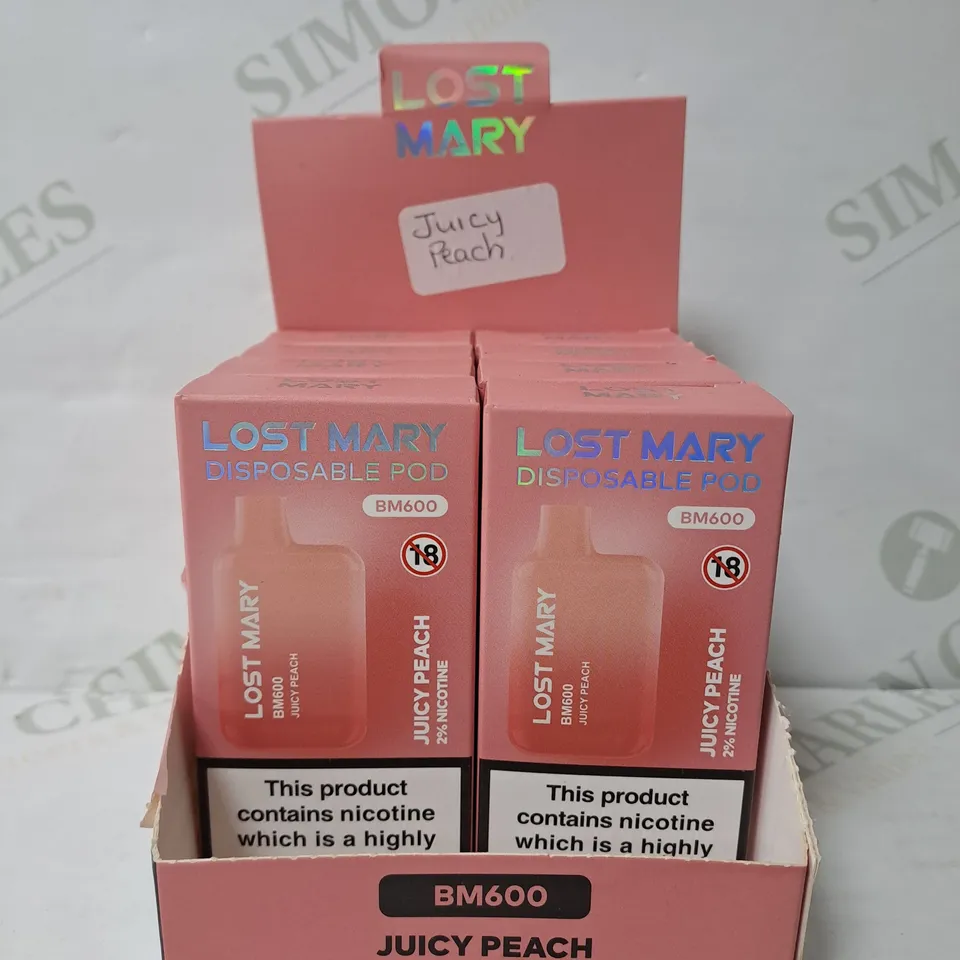 LOST
MARY
Juicy
Peach
MARY
MARY
LOST MARY
DISPOSABLE POD
BM600
18
LOST MARY
BM600
JUICY PEACH
JUICY PEACH
2% NICOTINE
This product
contains nicotine
which is a highly
LOST MARY
DISPOSABLE POD
BM600
18
LOST MARY
BM600
JUICY PEACH
JUICY PEACH
2% NICOTINE
This product
contains nicotine
which is a highly
BM600
JUICY PEACH